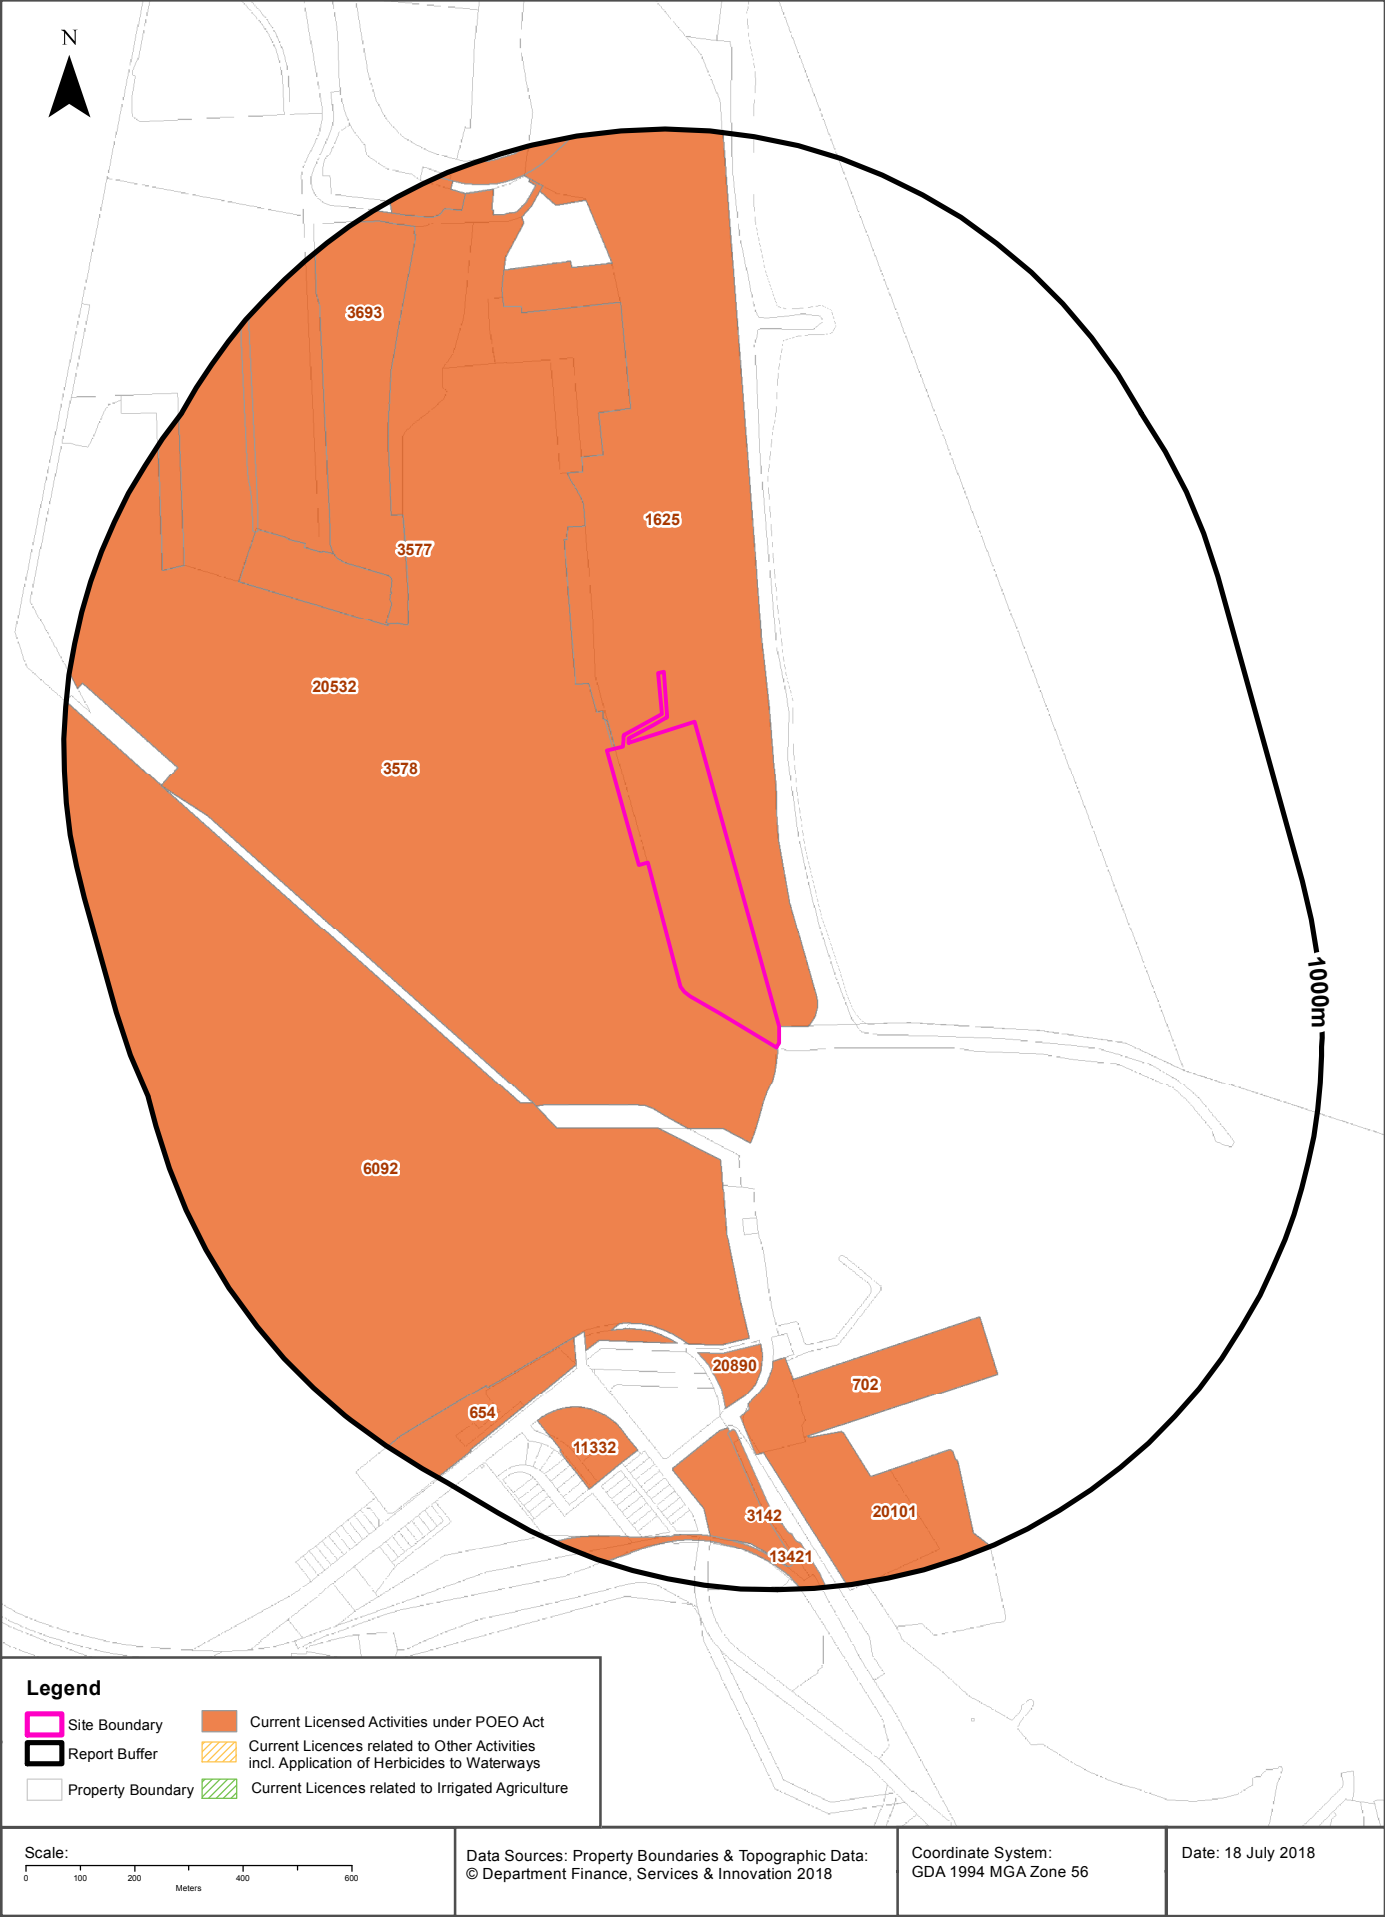 N
3693
1625
3577
20532
3578
1000m
6092
20890
702
654
11332
3142
20101
13421
Legend
Site Boundary
Report Buffer
Property Boundary
Current Licensed Activities under POEO Act
Current Licences related to Other Activities
incl. Application of Herbicides to Waterways
Current Licences related to Irrigated Agriculture
Scale:
0 100 200 400 600
Meters
Data Sources: Property Boundaries & Topographic Data:
© Department Finance, Services & Innovation 2018
Coordinate System:
GDA 1994 MGA Zone 56
Date: 18 July 2018